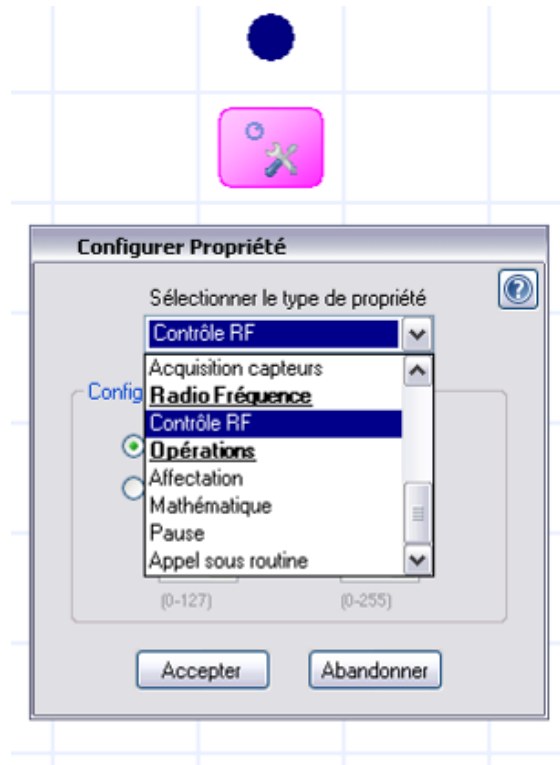 Configurer Propriété
Sélectionner le type de propriété
Contrôle RF
Acquisition capteurs
Config
Radio Fréquence
Contrôle RF
Opérations
Affectation
Mathématique
Pause
Appel sous routine
(0-127) (0-255)
Accepter Abandonner